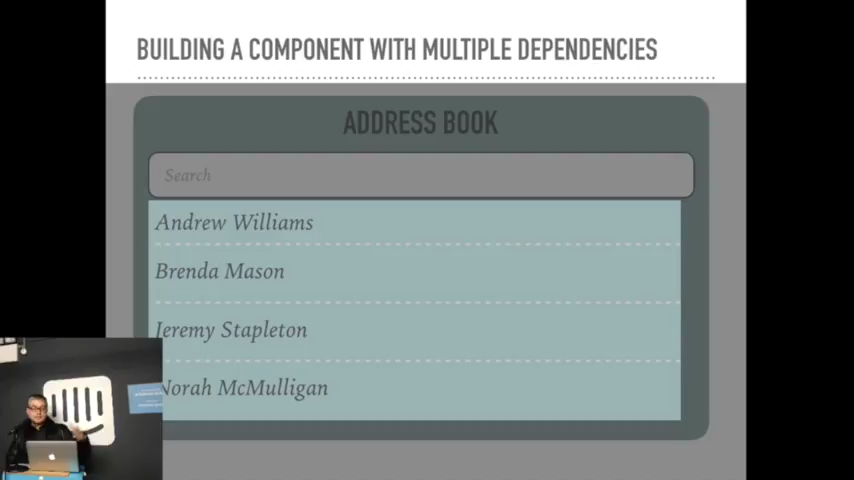 BUILDING A COMPONENT WITH MULTIPLE DEPENDENCIES
ADDRESS BOOK
Search
Andrew Williams
Brenda Mason
Jeremy Stapleton
Norah McMulligan